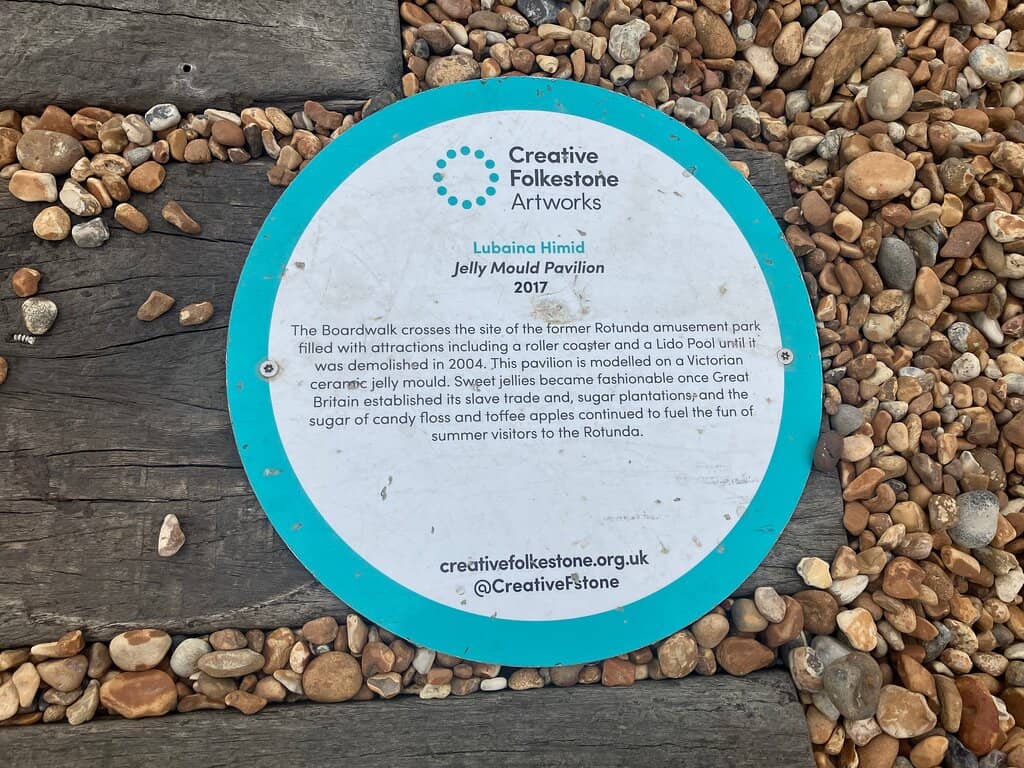 Creative
Folkestone
Artworks
Lubaina Himid
Jelly Mould Pavilion
2017
The Boardwalk crosses the site of the former Rotunda amusement park
filled with attractions including a roller coaster and a Lido Pool until it
was demolished in 2004. This pavilion is modelled on a Victorian
ceramic jelly mould. Sweet jellies became fashionable once Great
Britain established its slave trade and, sugar plantations, and the
sugar of candy floss and toffee apples continued to fuel the fun of
summer visitors to the Rotunda.
creativefolkestone.org.uk
@CreativeFstone